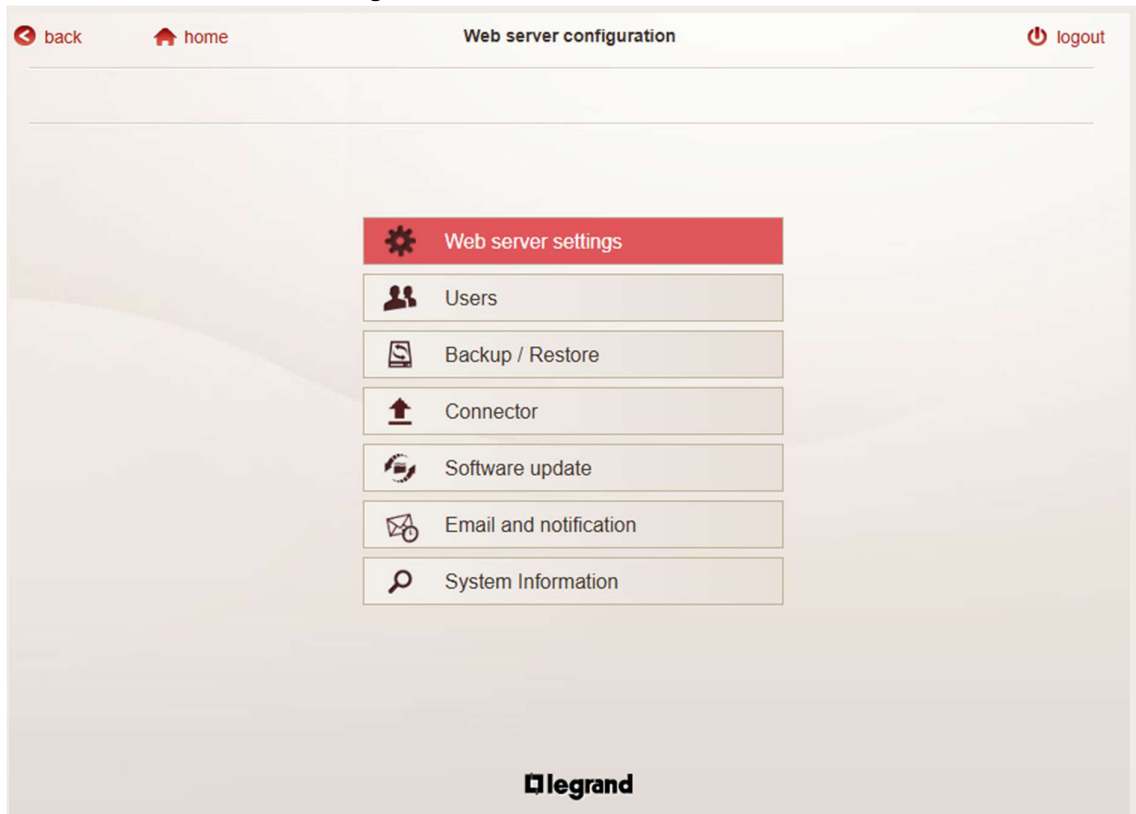 back home Web server configuration logout
Web server settings
Users
Backup / Restore
Connector
Software update
Email and notification
System Information
legrand